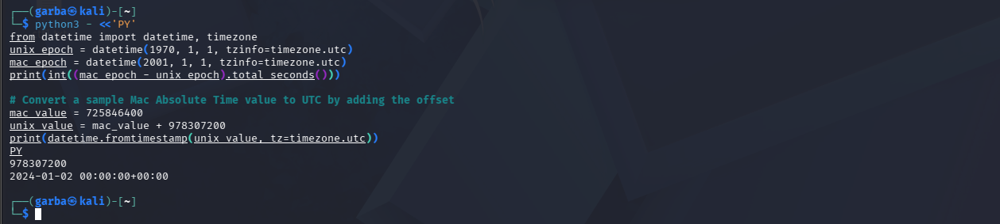 ┌──(garba㉿kali)-[~]
└─$ python3 - <<'PY'
from datetime import datetime, timezone
unix_epoch = datetime(1970, 1, 1, tzinfo=timezone.utc)
mac_epoch = datetime(2001, 1, 1, tzinfo=timezone.utc)
print(int((mac_epoch - unix_epoch).total_seconds()))

# Convert a sample Mac Absolute Time value to UTC by adding the offset
mac_value = 725846400
unix_value = mac_value + 978307200
print(datetime.fromtimestamp(unix_value, tz=timezone.utc))
PY
978307200
2024-01-02 00:00:00+00:00

┌──(garba㉿kali)-[~]
└─$